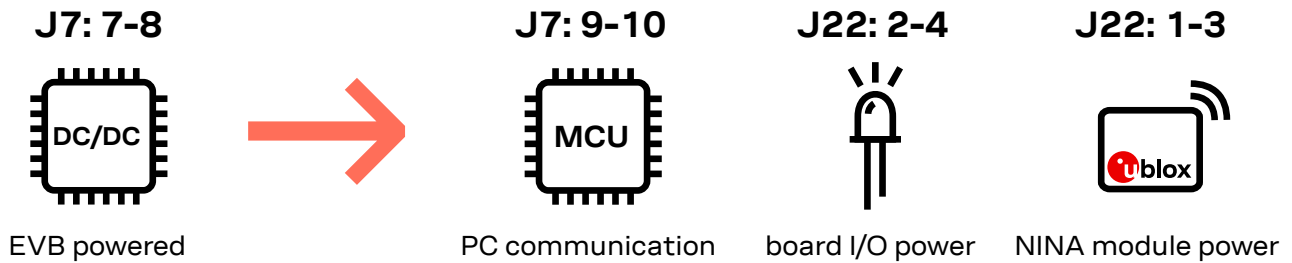 J7: 7-8 J7: 9-10 J22: 2-4 J22: 1-3
DC/DC MCU ublox
EVB powered PC communication board I/O power NINA module power